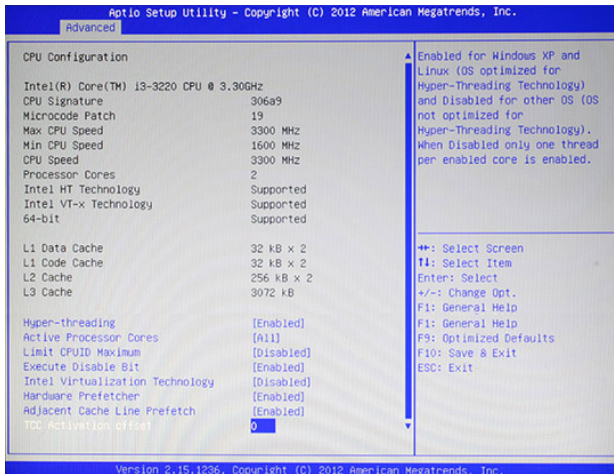 Aptio Setup Utility - Copyright (C) 2012 American Megatrends, Inc.
Advanced
CPU Configuration
Intel(R) Core(TM) i3-3220 CPU @ 3.30GHz
CPU Signature 306a9
Microcode Patch 19
Max CPU Speed 3300 MHz
Min CPU Speed 1600 MHz
CPU Speed 3300 MHz
Processor Cores 2
Intel HT Technology Supported
Intel VT-x Technology Supported
64-bit Supported
L1 Data Cache 32 kB x 2
L1 Code Cache 32 kB x 2
L2 Cache 256 kB x 2
L3 Cache 3072 kB
Hyper-threading [Enabled]
Active Processor Cores [All]
Limit CPUID Maximum [Disabled]
Execute Disable Bit [Enabled]
Intel Virtualization Technology [Disabled]
Hardware Prefetcher [Enabled]
Adjacent Cache Line Prefetch [Enabled]
TCC Activation offset 0
Enabled for Windows XP and
Linux (OS optimized for
Hyper-Threading Technology)
and Disabled for other OS (OS
not optimized for
Hyper-Threading Technology).
When Disabled only one thread
per enabled core is enabled.
→←: Select Screen
↑↓: Select Item
Enter: Select
+/-: Change Opt.
F1: General Help
F1: General Help
F9: Optimized Defaults
F10: Save & Exit
ESC: Exit
Version 2.15.1236. Copyright (C) 2012 American Megatrends, Inc.